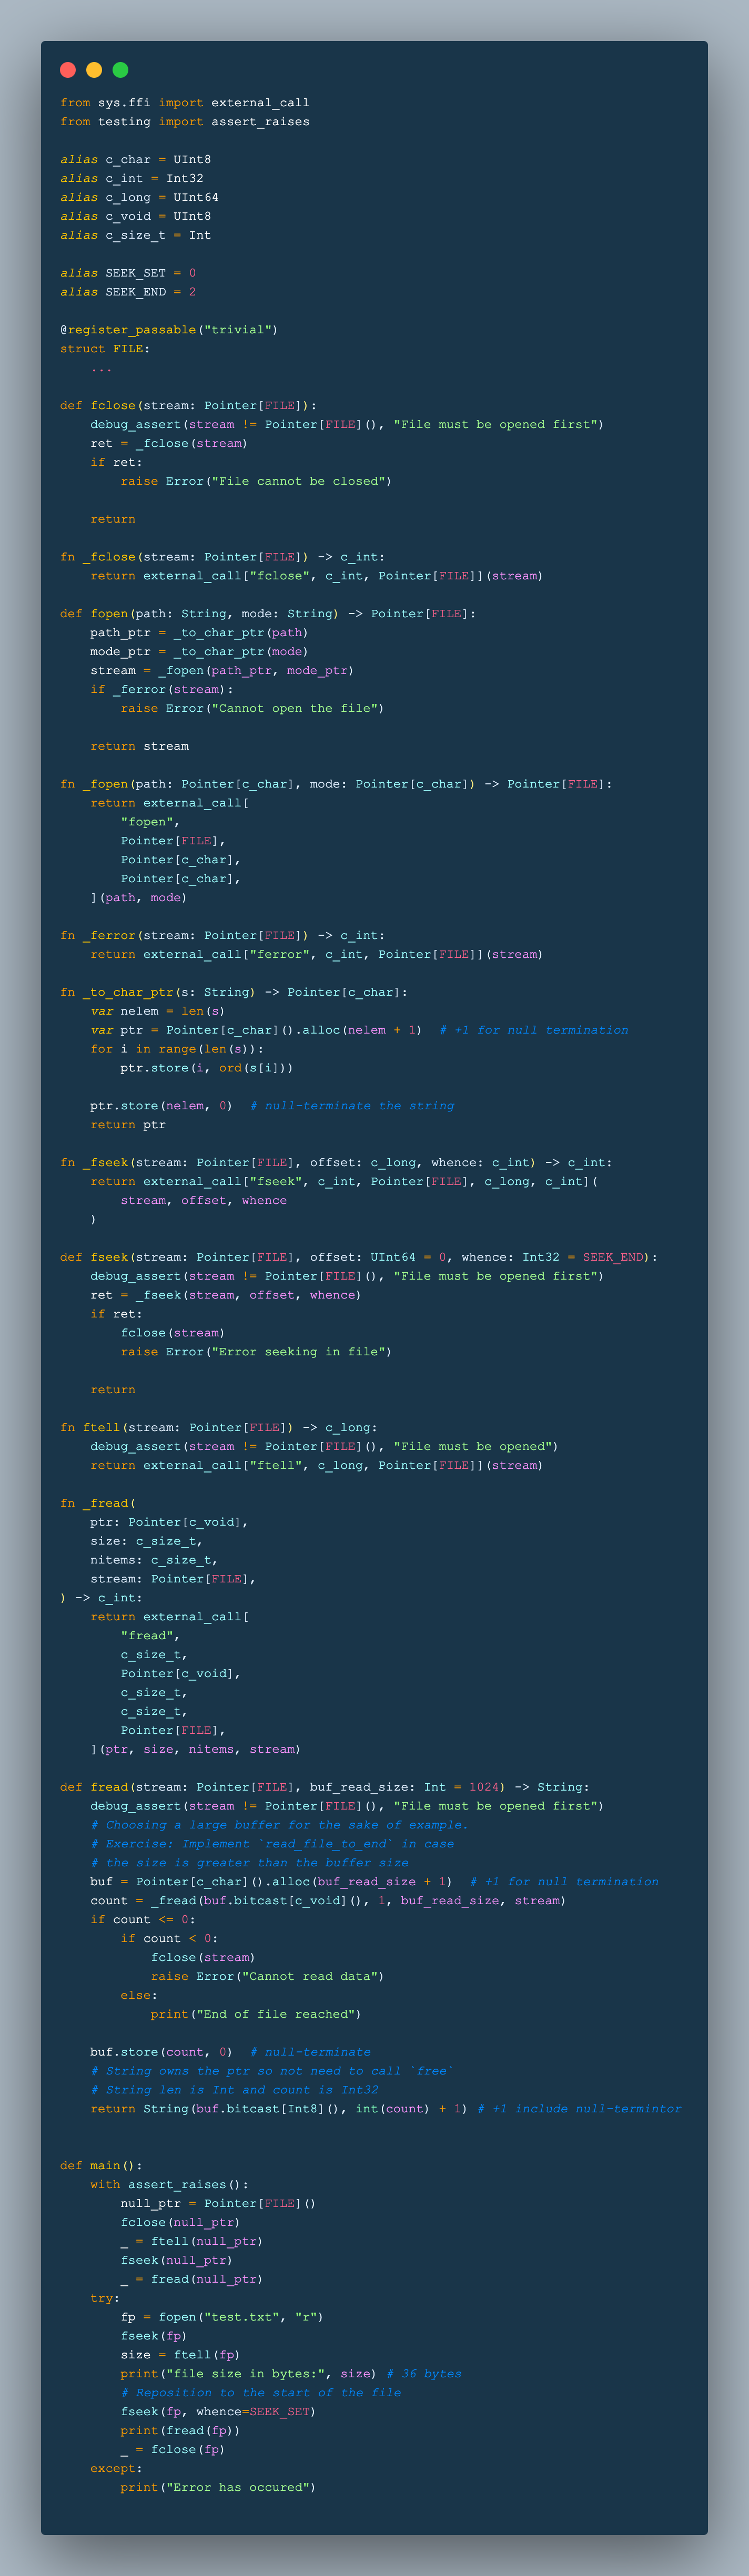 from sys.ffi import external_call
from testing import assert_raises

alias c_char = UInt8
alias c_int = Int32
alias c_long = UInt64
alias c_void = UInt8
alias c_size_t = Int

alias SEEK_SET = 0
alias SEEK_END = 2

@register_passable("trivial")
struct FILE:
    ...

def fclose(stream: Pointer[FILE]):
    debug_assert(stream != Pointer[FILE](), "File must be opened first")
    ret = _fclose(stream)
    if ret:
        raise Error("File cannot be closed")

    return

fn _fclose(stream: Pointer[FILE]) -> c_int:
    return external_call["fclose", c_int, Pointer[FILE]](stream)

def fopen(path: String, mode: String) -> Pointer[FILE]:
    path_ptr = _to_char_ptr(path)
    mode_ptr = _to_char_ptr(mode)
    stream = _fopen(path_ptr, mode_ptr)
    if _ferror(stream):
        raise Error("Cannot open the file")

    return stream

fn _fopen(path: Pointer[c_char], mode: Pointer[c_char]) -> Pointer[FILE]:
    return external_call[
        "fopen",
        Pointer[FILE],
        Pointer[c_char],
        Pointer[c_char],
    ](path, mode)

fn _ferror(stream: Pointer[FILE]) -> c_int:
    return external_call["ferror", c_int, Pointer[FILE]](stream)

fn _to_char_ptr(s: String) -> Pointer[c_char]:
    var nelem = len(s)
    var ptr = Pointer[c_char]().alloc(nelem + 1)  # +1 for null termination
    for i in range(len(s)):
        ptr.store(i, ord(s[i]))

    ptr.store(nelem, 0)  # null-terminate the string
    return ptr

fn _fseek(stream: Pointer[FILE], offset: c_long, whence: c_int) -> c_int:
    return external_call["fseek", c_int, Pointer[FILE], c_long, c_int](
        stream, offset, whence
    )

def fseek(stream: Pointer[FILE], offset: UInt64 = 0, whence: Int32 = SEEK_END):
    debug_assert(stream != Pointer[FILE](), "File must be opened first")
    ret = _fseek(stream, offset, whence)
    if ret:
        fclose(stream)
        raise Error("Error seeking in file")

    return

fn ftell(stream: Pointer[FILE]) -> c_long:
    debug_assert(stream != Pointer[FILE](), "File must be opened")
    return external_call["ftell", c_long, Pointer[FILE]](stream)

fn _fread(
    ptr: Pointer[c_void],
    size: c_size_t,
    nitems: c_size_t,
    stream: Pointer[FILE],
) -> c_int:
    return external_call[
        "fread",
        c_size_t,
        Pointer[c_void],
        c_size_t,
        c_size_t,
        Pointer[FILE],
    ](ptr, size, nitems, stream)

def fread(stream: Pointer[FILE], buf_read_size: Int = 1024) -> String:
    debug_assert(stream != Pointer[FILE](), "File must be opened first")
    # Choosing a large buffer for the sake of example.
    # Exercise: Implement `read_file_to_end` in case
    # the size is greater than the buffer size
    buf = Pointer[c_char]().alloc(buf_read_size + 1)  # +1 for null termination
    count = _fread(buf.bitcast[c_void](), 1, buf_read_size, stream)
    if count <= 0:
        if count < 0:
            fclose(stream)
            raise Error("Cannot read data")
        else:
            print("End of file reached")

    buf.store(count, 0)  # null-terminate
    # String owns the ptr so not need to call `free`
    # String len is Int and count is Int32
    return String(buf.bitcast[Int8](), int(count) + 1) # +1 include null-termintor


def main():
    with assert_raises():
        null_ptr = Pointer[FILE]()
        fclose(null_ptr)
        _ = ftell(null_ptr)
        fseek(null_ptr)
        _ = fread(null_ptr)
    try:
        fp = fopen("test.txt", "r")
        fseek(fp)
        size = ftell(fp)
        print("file size in bytes:", size) # 36 bytes
        # Reposition to the start of the file
        fseek(fp, whence=SEEK_SET)
        print(fread(fp))
        _ = fclose(fp)
    except:
        print("Error has occured")